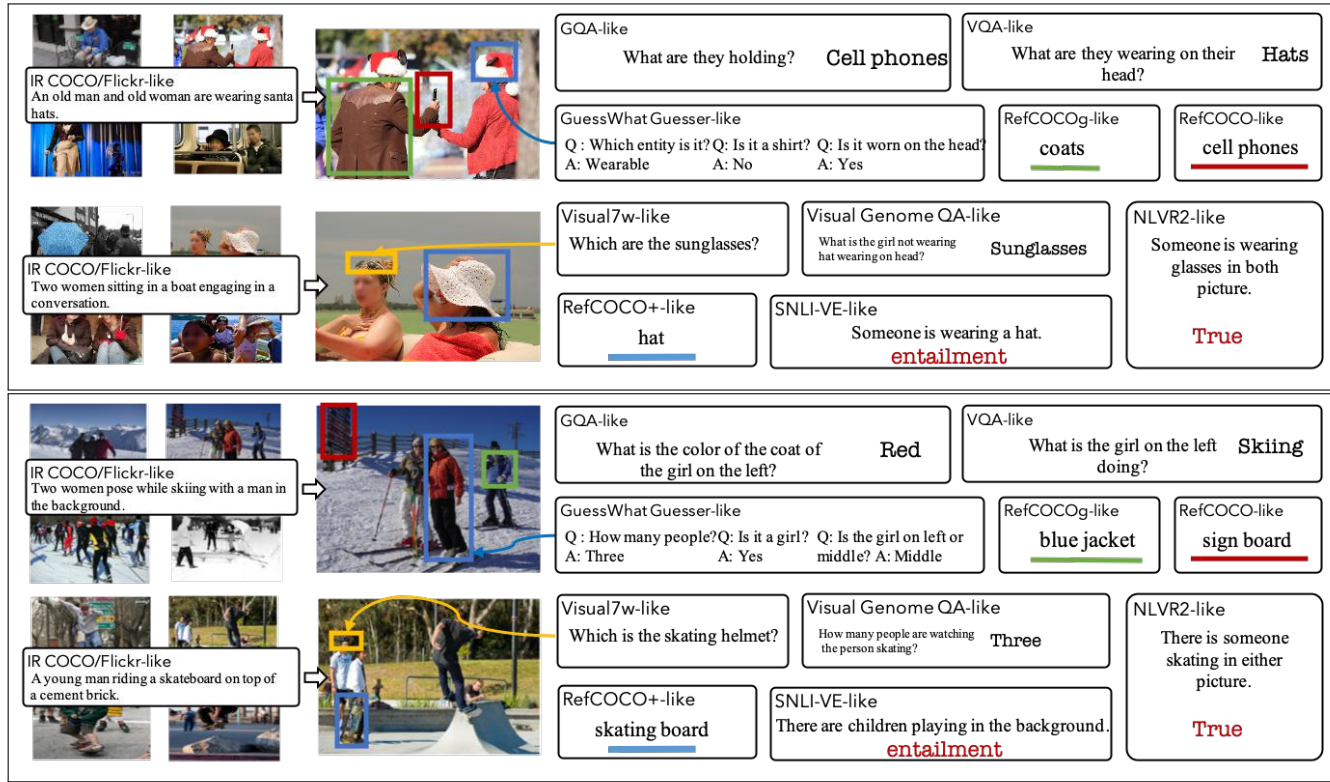 IR COCO/Flickr-like
An old man and old woman are wearing santa
hats.
GQA-like
What are they holding? Cell phones
VQA-like
What are they wearing on their
head?
Hats
GuessWhat Guesser-like
Q : Which entity is it? Q: Is it a shirt? Q: Is it worn on the head?
A: Wearable A: No A: Yes
RefCOCOg-like
coats
RefCOCO-like
cell phones
IR COCO/Flickr-like
Two women sitting in a boat engaging in a
conversation.
Visual7w-like
Which are the sunglasses?
Visual Genome QA-like
What is the girl not wearing
hat wearing on head?
Sunglasses
NLVR2-like
Someone is wearing
glasses in both
picture.
True
RefCOCO+-like
hat
SNLI-VE-like
Someone is wearing a hat.
entailment
IR COCO/Flickr-like
Two women pose while skiing with a man in
the background.
GQA-like
What is the color of the coat of
the girl on the left?
Red
VQA-like
What is the girl on the left
doing?
Skiing
GuessWhat Guesser-like
Q : How many people? Q: Is it a girl? Q: Is the girl on left or
A: Three A: Yes middle? A: Middle
RefCOCOg-like
blue jacket
RefCOCO-like
sign board
IR COCO/Flickr-like
A young man riding a skateboard on top of
a cement brick.
Visual7w-like
Which is the skating helmet?
Visual Genome QA-like
How many people are watching
the person skating?
Three
NLVR2-like
There is someone
skating in either
picture.
True
RefCOCO+-like
skating board
SNLI-VE-like
There are children playing in the background.
entailment